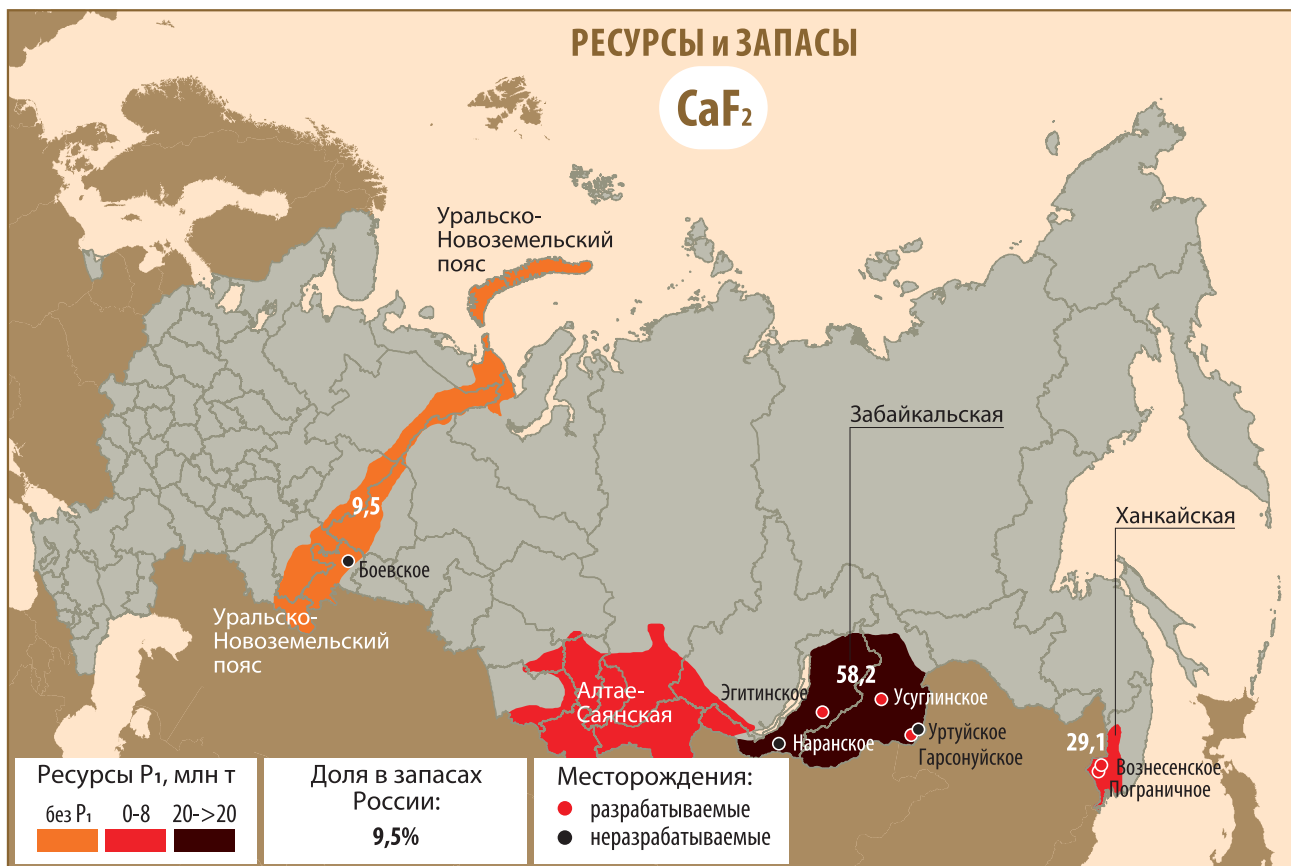 РЕСУРСЫ и ЗАПАСЫ
CaF₂
Уральско-
Новоземельский
пояс
Забайкальская
Ханкайская
9,5
Боевское
Уральско-
Новоземельский
пояс
Алтае-
Саянская
58,2
Эгитинское
Усуглинское
Наранское
Уртуйское
Гарсонуйское
29,1
Вознесенское
Пограничное
Ресурсы P₁, млн т
без P₁ 0-8 20->20
Доля в запасах
России:
9,5%
Месторождения:
разрабатываемые
неразрабатываемые